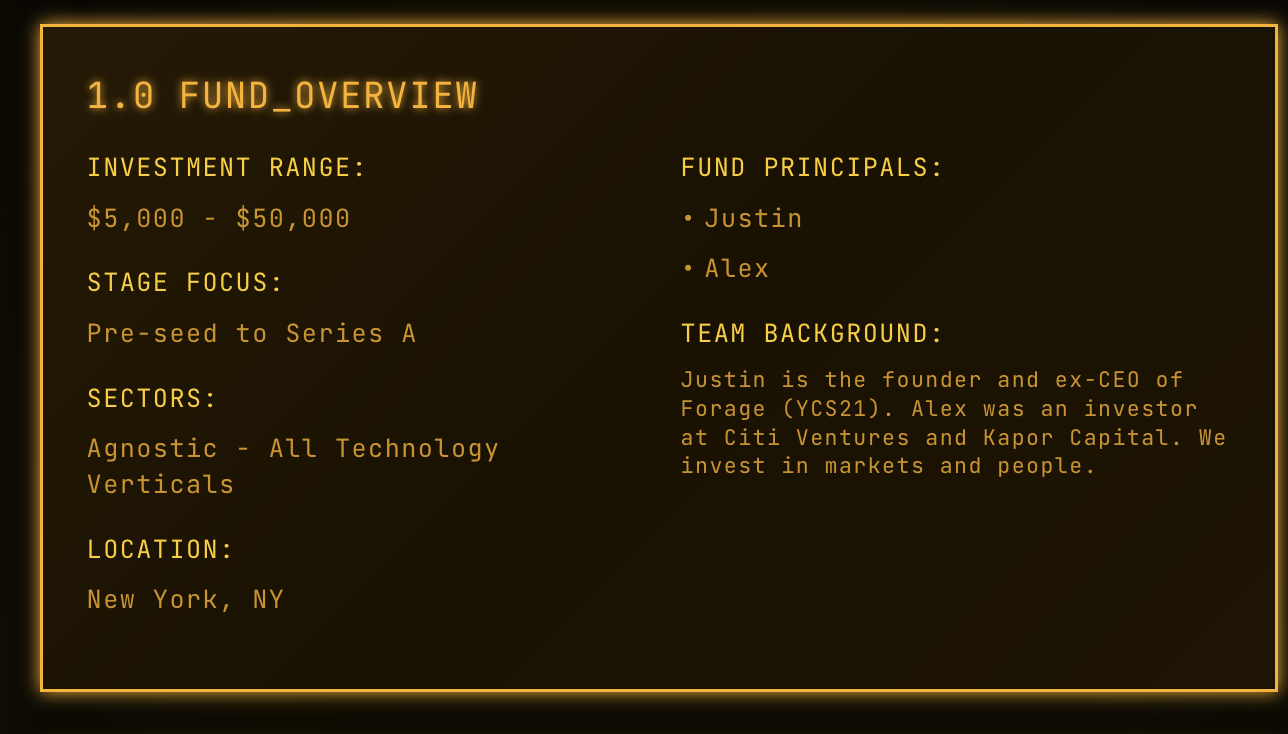 1.0 FUND_OVERVIEW
INVESTMENT RANGE:
$5,000 - $50,000
STAGE FOCUS:
Pre-seed to Series A
SECTORS:
Agnostic - All Technology
Verticals
LOCATION:
New York, NY
FUND PRINCIPALS:
• Justin
• Alex
TEAM BACKGROUND:
Justin is the founder and ex-CEO of
Forage (YCS21). Alex was an investor
at Citi Ventures and Kapor Capital. We
invest in markets and people.